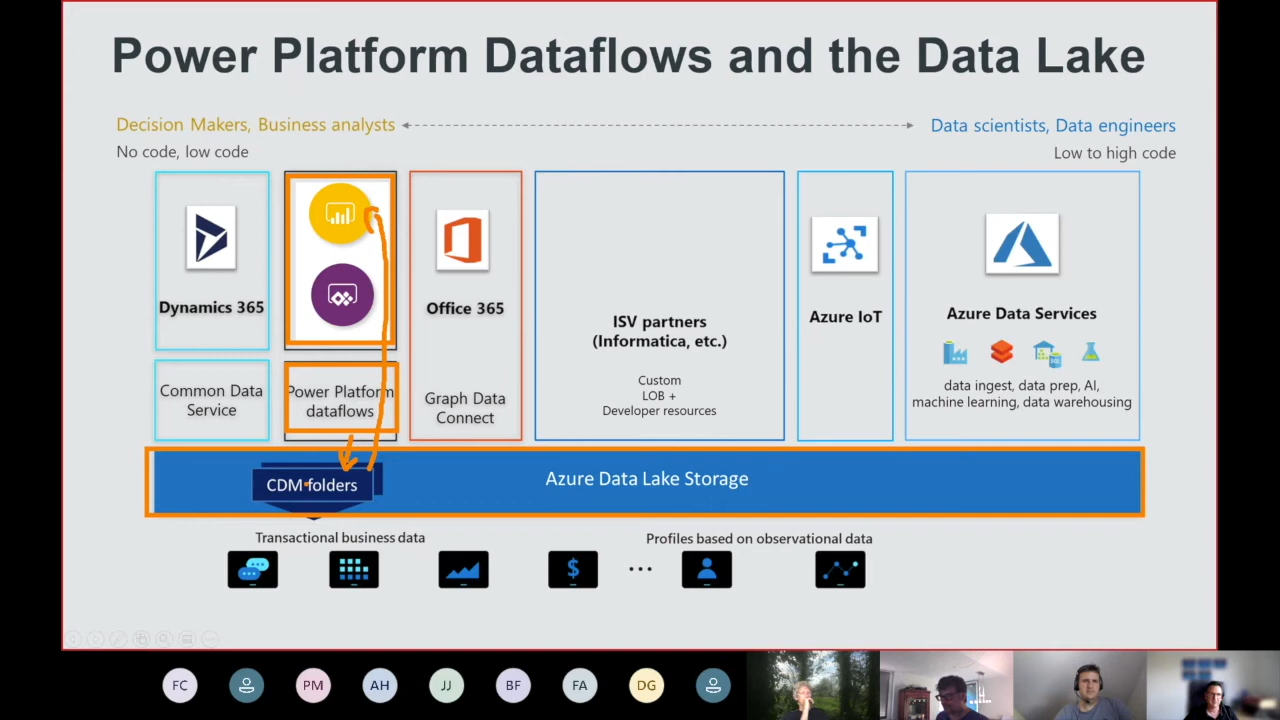 Power Platform Dataflows and the Data Lake
Decision Makers, Business analysts
Data scientists, Data engineers
No code, low code
Low to high code
Dynamics 365
Office 365
ISV partners
(Informatica, etc.)
Azure IoT
Azure Data Services
Common Data
Service
Power Platform
dataflows
Graph Data
Connect
Custom
LOB +
Developer resources
SQL
data ingest, data prep, AI,
machine learning, data warehousing
CDM folders
Azure Data Lake Storage
Transactional business data
Profiles based on observational data
$
...
FC
PM
AH
JJ
BF
FA
DG